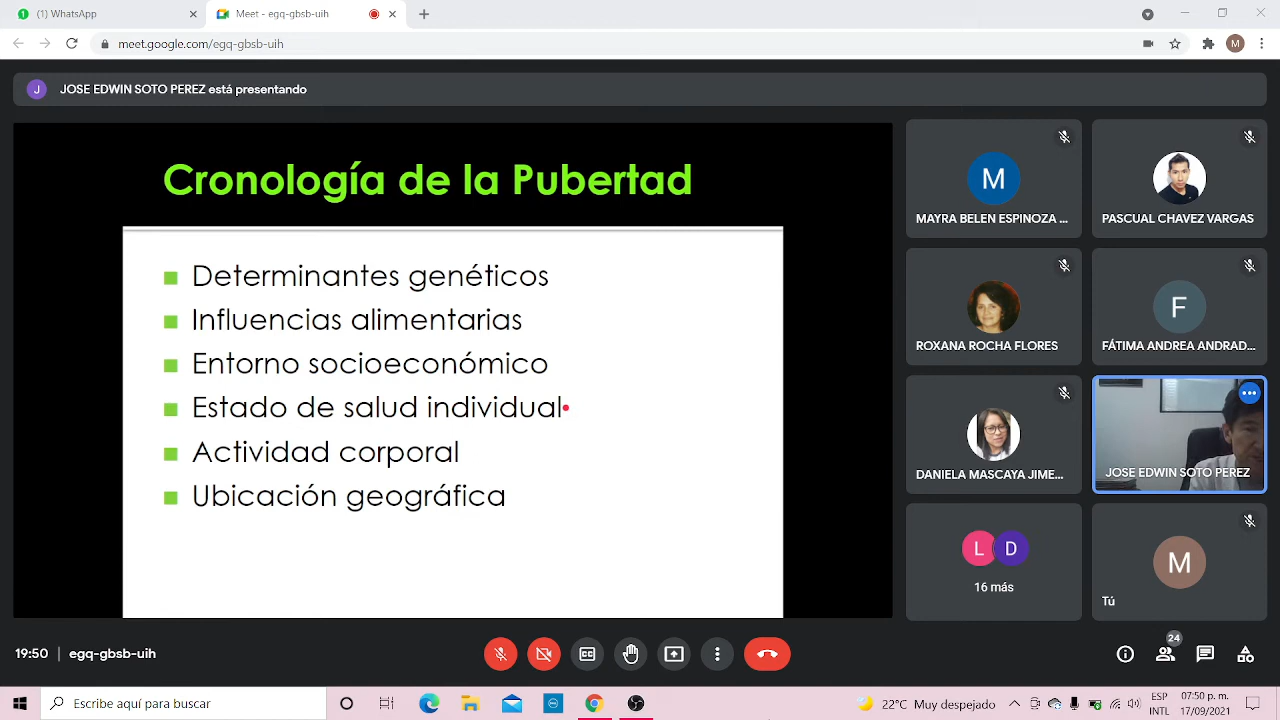 (1) WhatsApp
Meet - egq-gbsb-uih
meet.google.com/egq-gbsb-uih
M
J
JOSE EDWIN SOTO PEREZ está presentando
Cronología de la Pubertad
Determinantes genéticos
Influencias alimentarias
Entorno socioeconómico
Estado de salud individual
Actividad corporal
Ubicación geográfica
M
MAYRA BELEN ESPINOZA ...
PASCUAL CHAVEZ VARGAS
ROXANA ROCHA FLORES
F
FÁTIMA ANDREA ANDRAD...
DANIELA MASCAYA JIME...
JOSE EDWIN SOTO PEREZ
L D
16 más
M
Tú
19:50 | egq-gbsb-uih
24
Escribe aquí para buscar
22°C Muy despejado
ESP
INTL
07:50 p. m.
17/09/2021